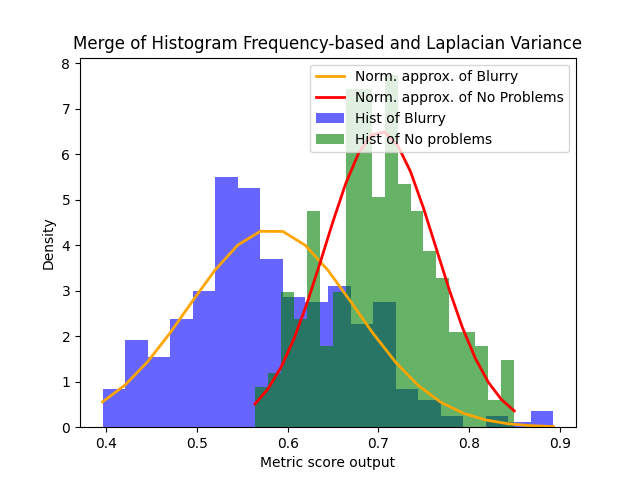 Merge of Histogram Frequency-based and Laplacian Variance
Norm. approx. of Blurry
Norm. approx. of No Problems
Hist of Blurry
Hist of No problems
Density
8
7
6
5
4
3
2
1
0
0.4 0.5 0.6 0.7 0.8 0.9
Metric score output